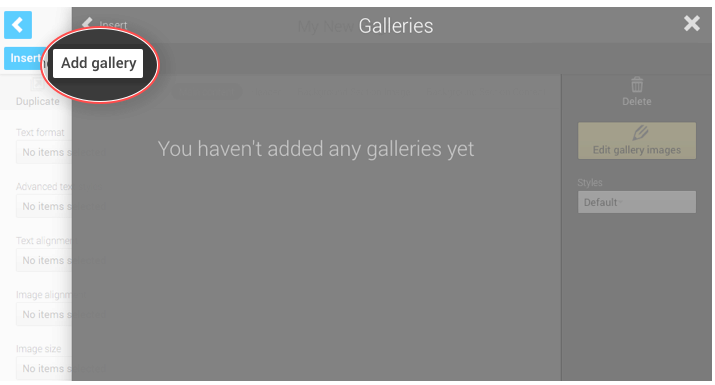 Insert
My New
Galleries
Insert
Add gallery
Duplicate
Delete
Text format
No items s
You haven't added any galleries yet
Edit gallery images
Advanced tex
No items s
Styles
Default
Text alignme
No items s
Image alignm
No items s
Image size
No items s